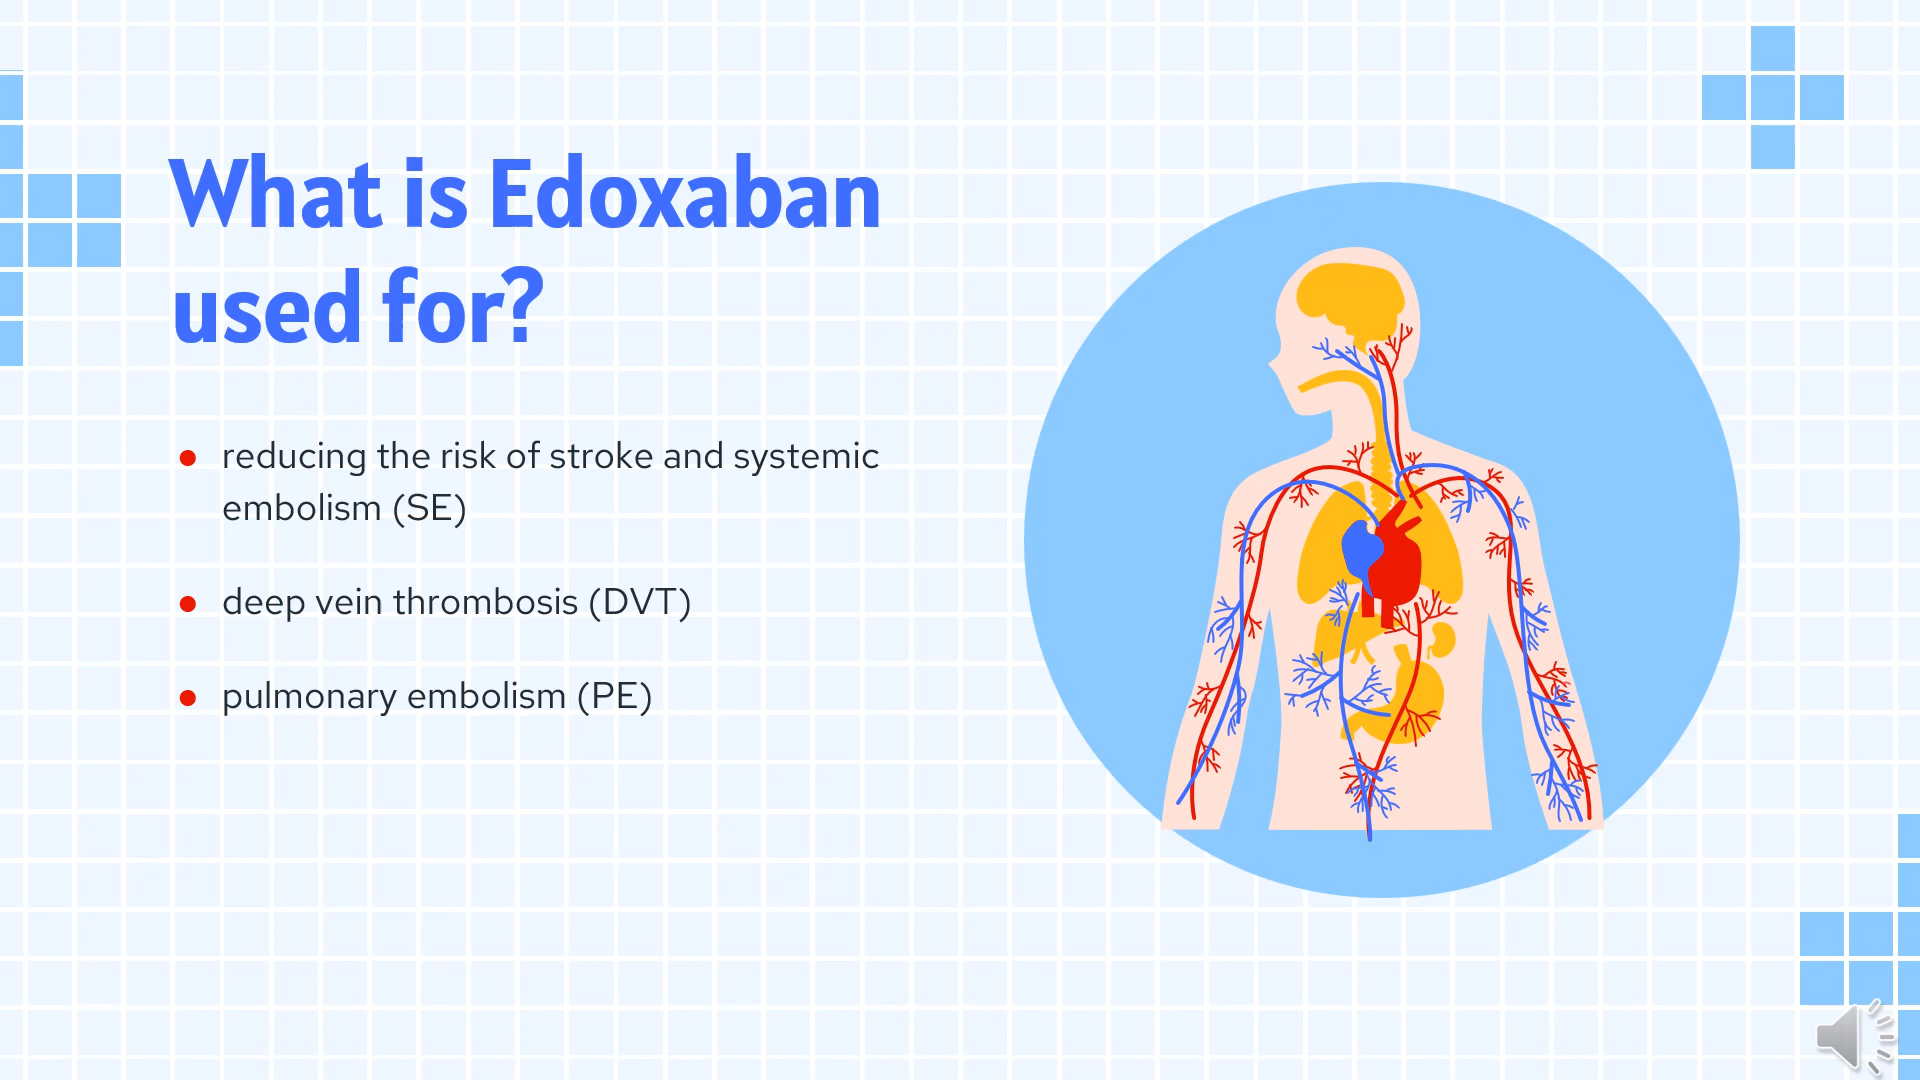 What is Edoxaban
used for?
● reducing the risk of stroke and systemic
embolism (SE)
● deep vein thrombosis (DVT)
● pulmonary embolism (PE)